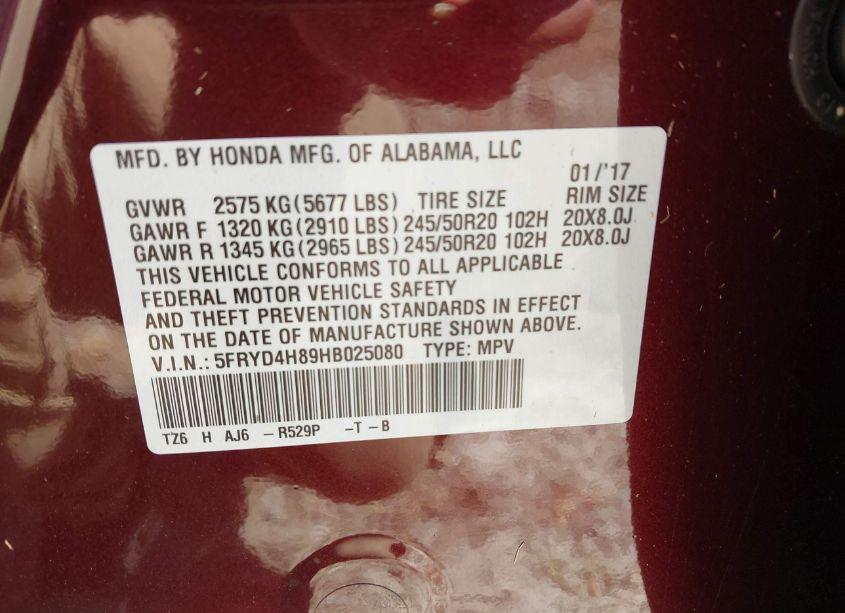 MFD. BY HONDA MFG. OF ALABAMA, LLC
01/'17
GVWR 2575 KG (5677 LBS) TIRE SIZE RIM SIZE
GAWR F 1320 KG (2910 LBS) 245/50R20 102H 20X8.0J
GAWR R 1345 KG (2965 LBS) 245/50R20 102H 20X8.0J
THIS VEHICLE CONFORMS TO ALL APPLICABLE
FEDERAL MOTOR VEHICLE SAFETY
AND THEFT PREVENTION STANDARDS IN EFFECT
ON THE DATE OF MANUFACTURE SHOWN ABOVE.
V.I.N.: 5FRYD4H89HB025080 TYPE: MPV
TZ6 H AJ6 -R529P -T-B